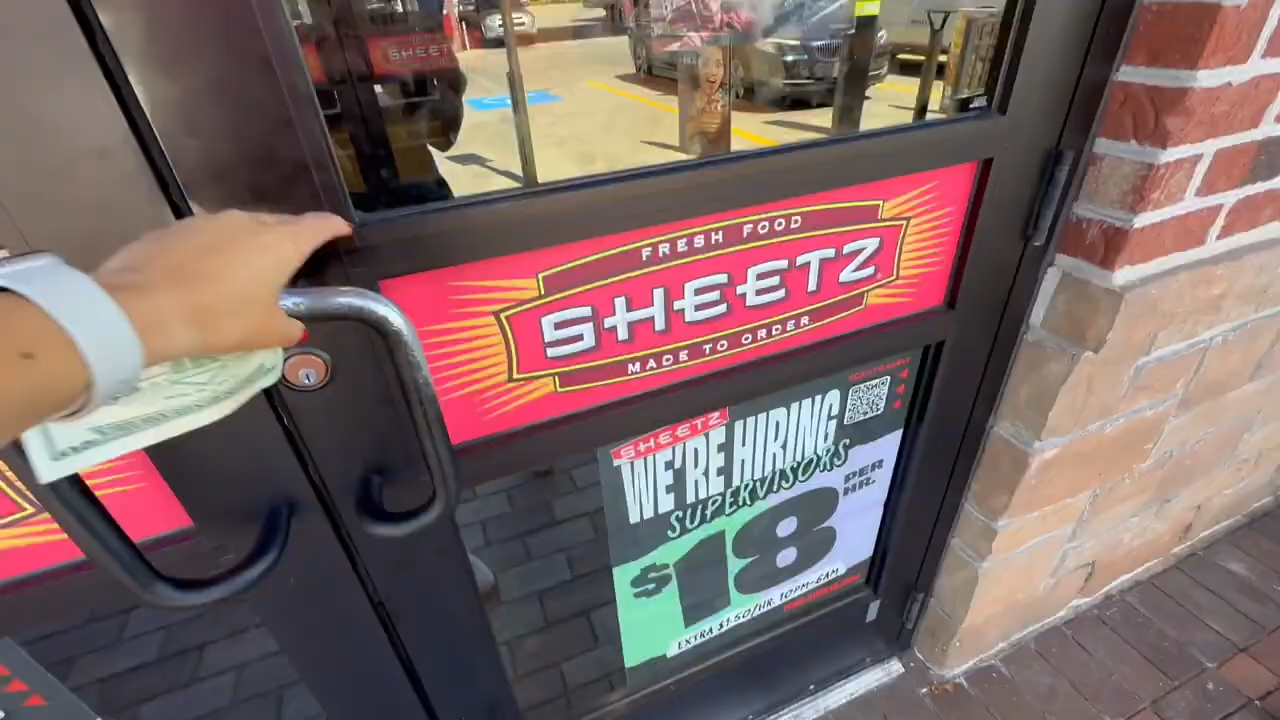 SHEETZ
FRESH FOOD
SHEETZ
MADE TO ORDER
SHEETZ
WE'RE HIRING
SUPERVISORS
$18 PER HR.
EXTRA $1.50/HR. 10PM-6AM